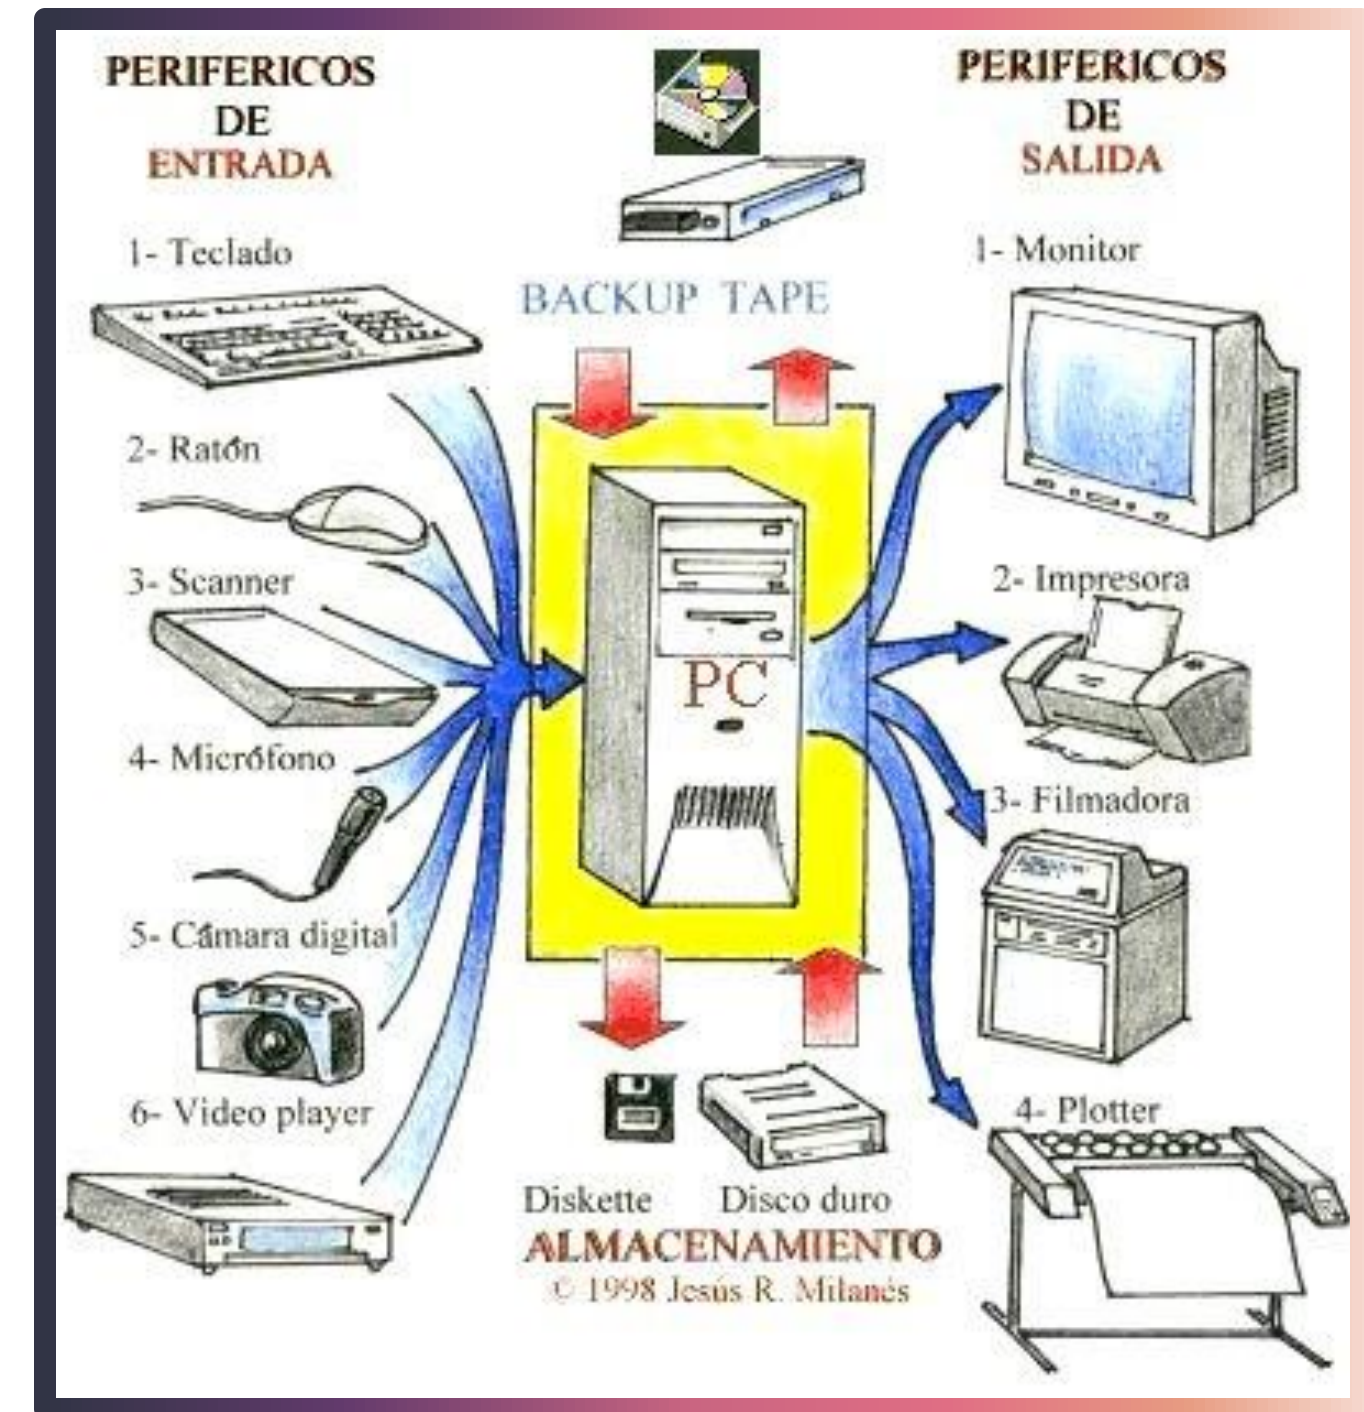 PERIFERICOS
DE
ENTRADA
1- Teclado
2- Ratón
3- Scanner
4- Micrófono
5- Cámara digital
6- Video player
BACKUP TAPE
PC
Diskette Disco duro
ALMACENAMIENTO
© 1998 Jesús R. Milanés
PERIFERICOS
DE
SALIDA
1- Monitor
2- Impresora
3- Filmadora
4- Plotter